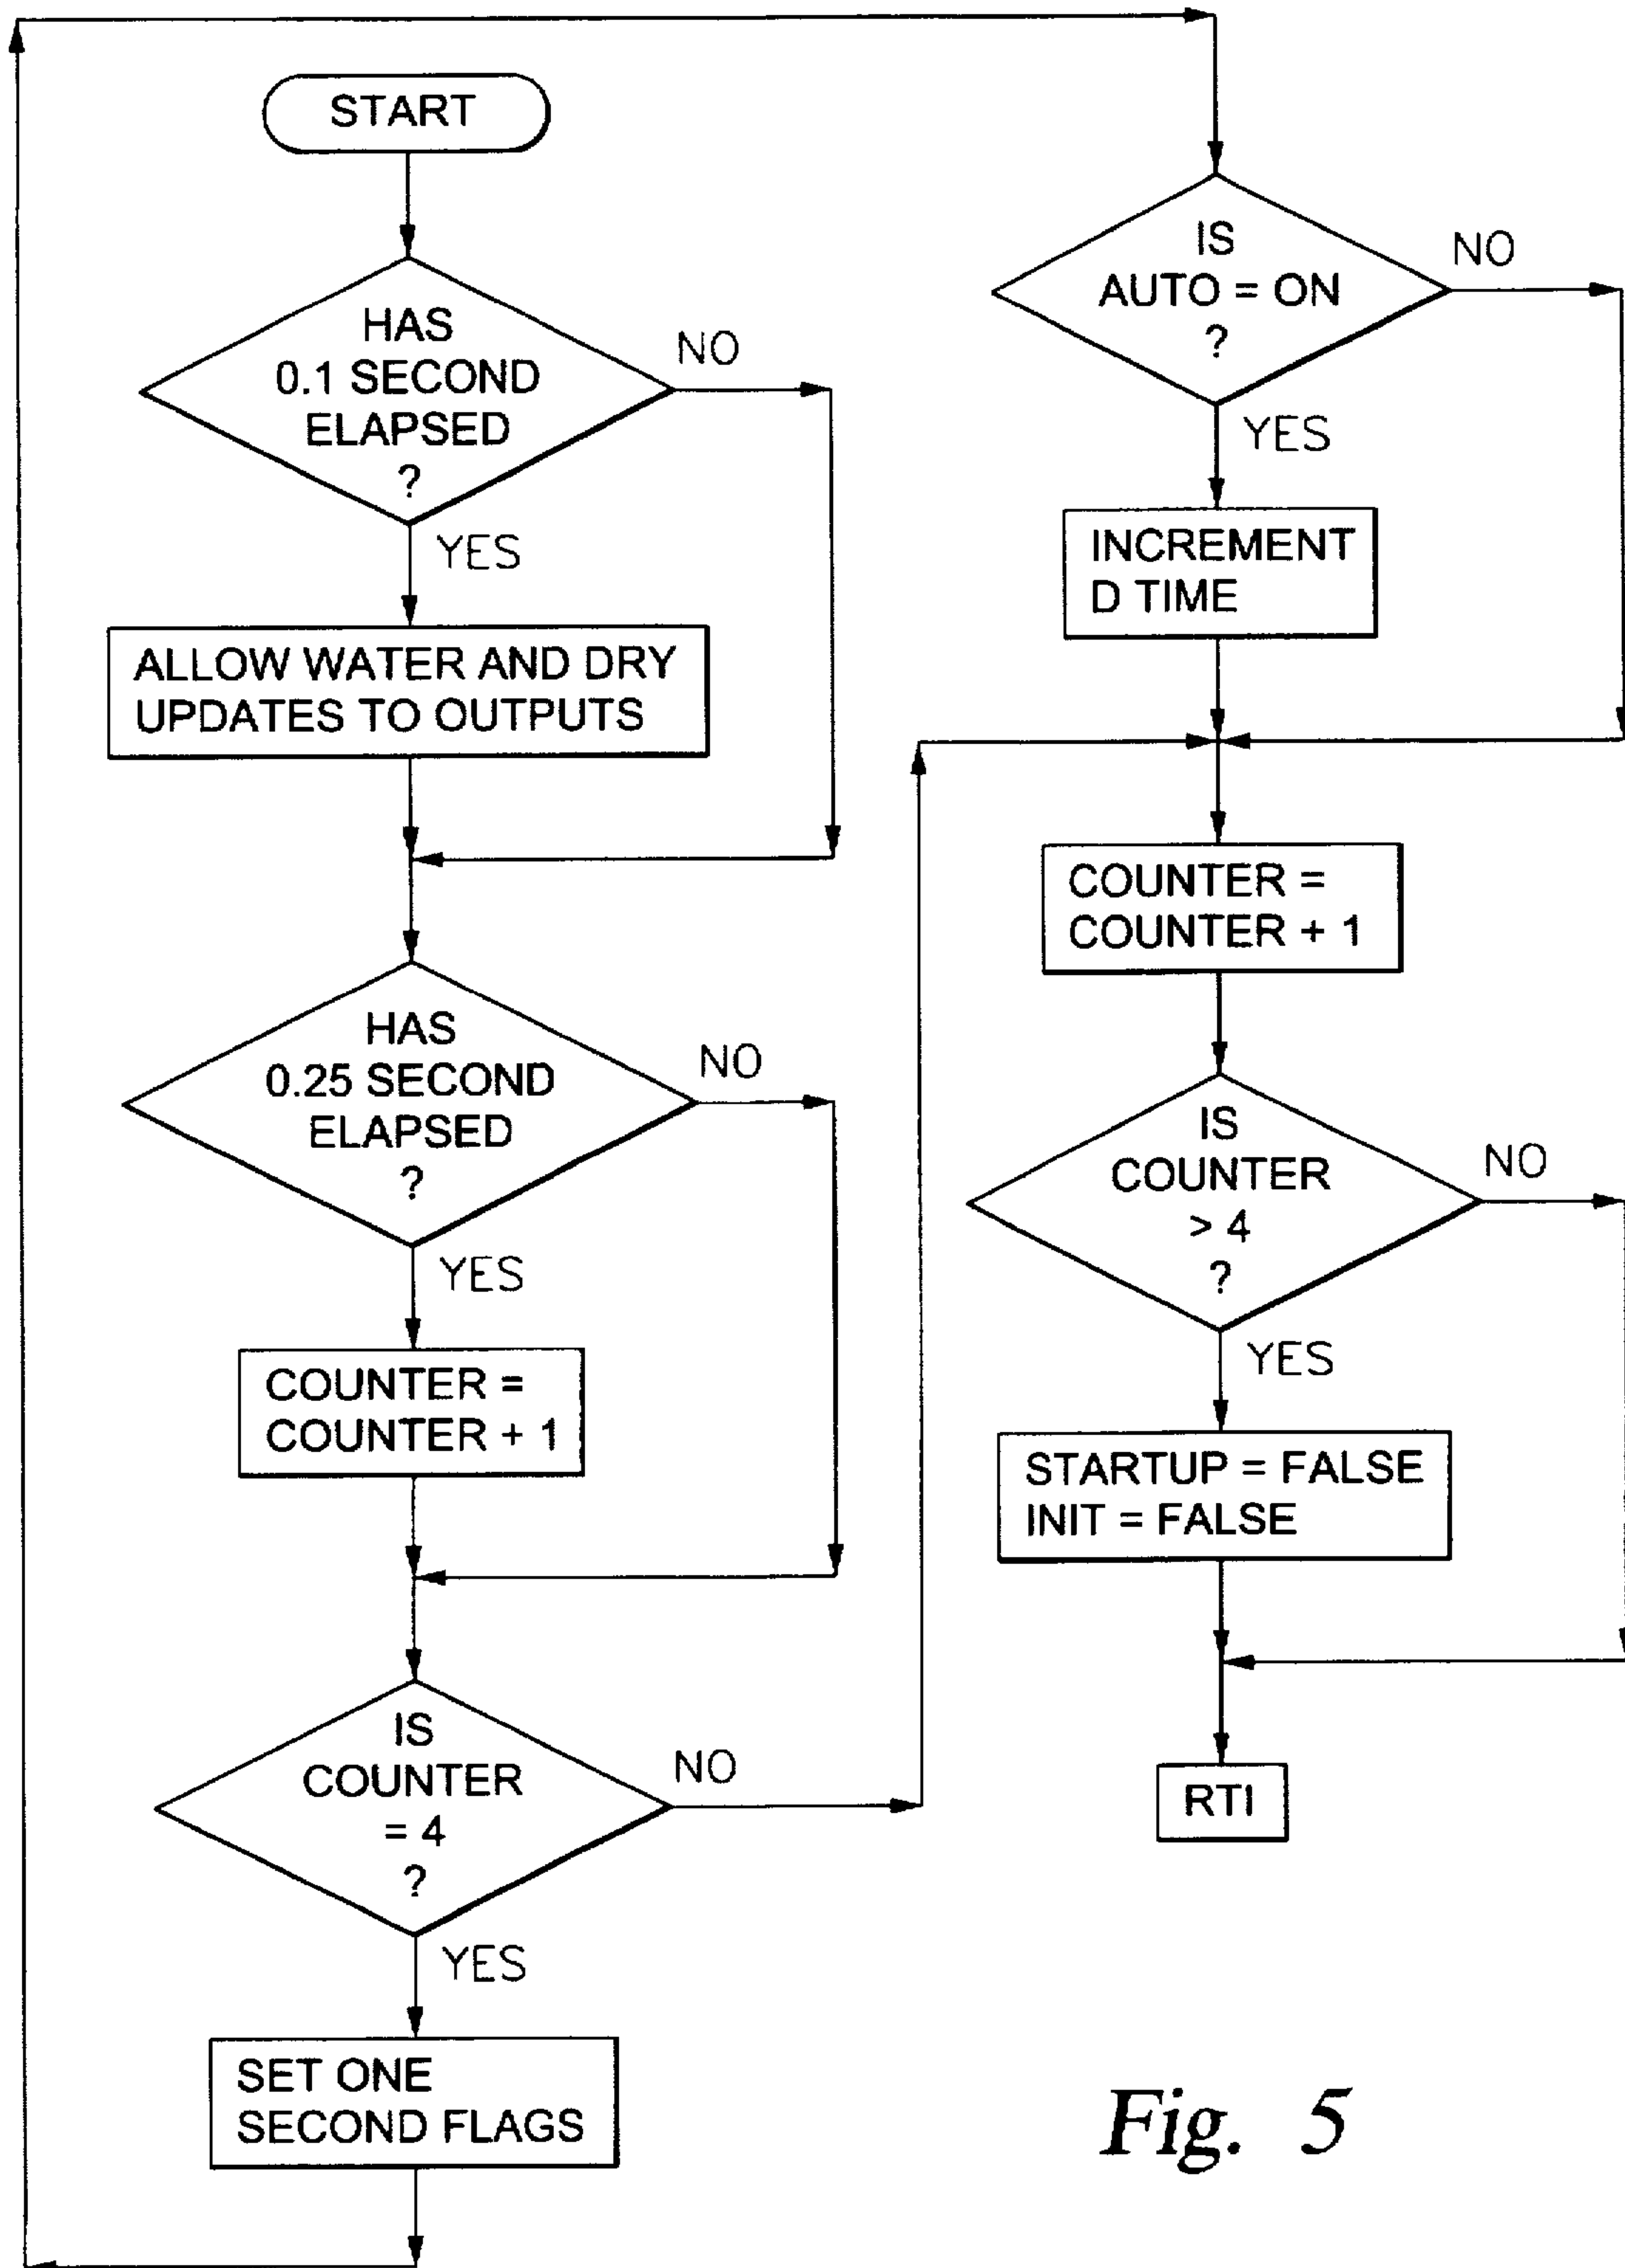 START
HAS
0.1 SECOND
ELAPSED
?
NO
YES
ALLOW WATER AND DRY
UPDATES TO OUTPUTS
HAS
0.25 SECOND
ELAPSED
?
NO
YES
COUNTER =
COUNTER + 1
IS
COUNTER
= 4
?
NO
YES
SET ONE
SECOND FLAGS
IS
AUTO = ON
?
NO
YES
INCREMENT
D TIME
COUNTER =
COUNTER + 1
IS
COUNTER
> 4
?
NO
YES
STARTUP = FALSE
INIT = FALSE
RTI
Fig. 5